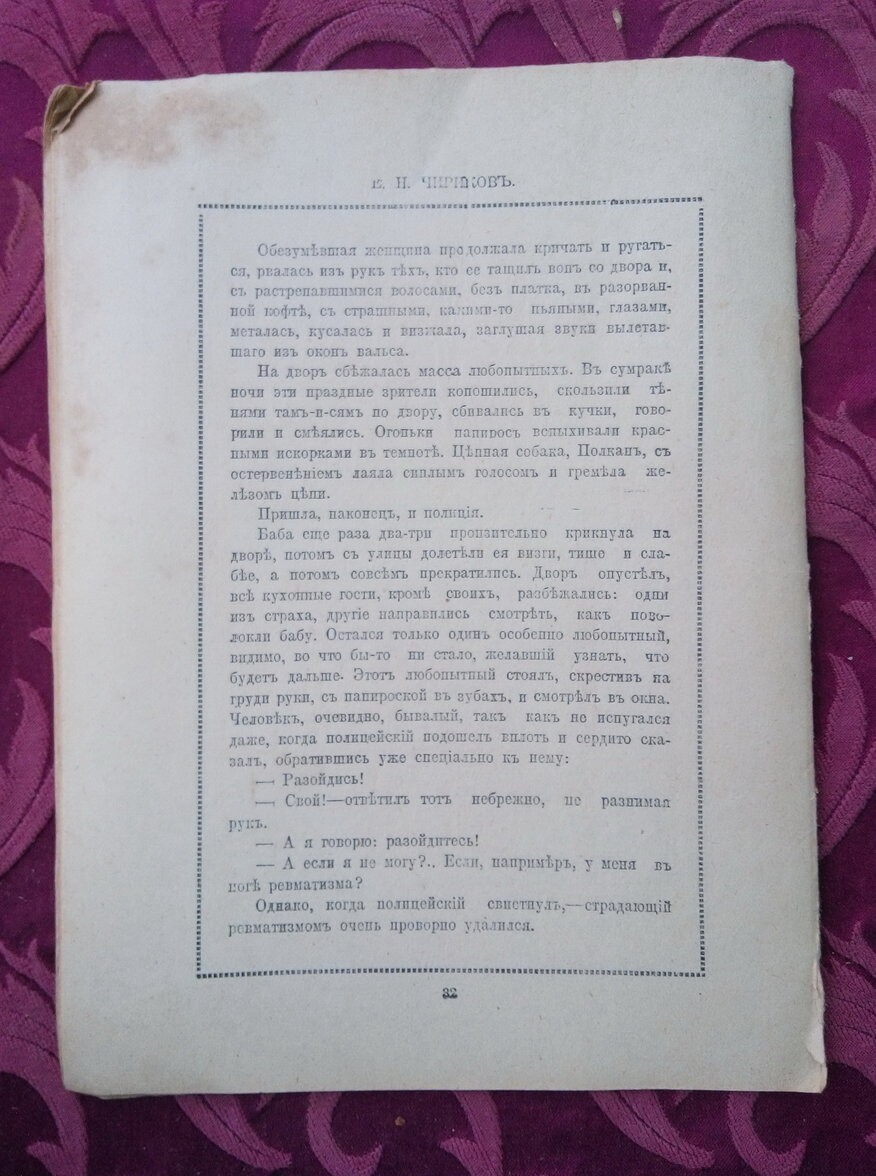 Е. Н. ЧИРИКОВЪ.
Обезумѣвшая женщина продолжала кричать и ругать-
ся, рвалась изъ рук тѣхъ, кто ее тащилъ вон со двора и,
съ растрепавшимися волосами, безъ платка, въ разорван-
ной кофтѣ, съ страшными, какими-то пьяными, глазами,
металась, кусалась и визжала, заглушая звуки вылетав-
шаго изъ оконъ вальса.
На дворъ сбѣжалась масса любопытныхъ. Въ сумракѣ
ночи эти праздные зрители копошились, скользили тѣ-
нями тамъ-и-сямъ по двору, сбивались въ кучки, гово-
рили и смѣялись. Огоньки папиросъ вспыхивали крас-
ными искорками въ темнотѣ. Цѣпная собака, Полканъ, съ
остервенѣніемъ лаяла сиплымъ голосомъ и гремѣла же-
лѣзомъ цѣпи.
Пришла, наконецъ, и полиція.
Баба еще раза два-три пронзительно крикнула на
дворѣ, потомъ съ улицы долетѣли ея визги, тише и сла-
бѣе, а потомъ совсѣмъ прекратились. Дворъ опустѣлъ,
всѣ кухонные гости, кромѣ своихъ, разбѣжались: одни
изъ страха, другіе направились смотрѣть, какъ пово-
локли бабу. Остался только одинъ особенно любопытный,
видимо, во что бы-то ни стало, желавшій узнать, что
будетъ дальше. Этотъ любопытный стоялъ, скрестивъ на
груди руки, съ папироской въ зубахъ, и смотрѣлъ въ окна.
Человѣкъ, очевидно, бывалый, такъ какъ не испугался
даже, когда полицейскій подошелъ вплоть и сердито ска-
залъ, обратившись уже спеціально къ нему:
— Разойдись!
— Свой!—отвѣтилъ тотъ небрежно, не разнимая
рукъ.
— А я говорю: разойдитесь!
— А если я не могу?.. Если, напримѣръ, у меня въ
ногѣ ревматизма?
Однако, когда полицейскій свистнулъ,—страдающій
ревматизмомъ очень проворно удалился.
32